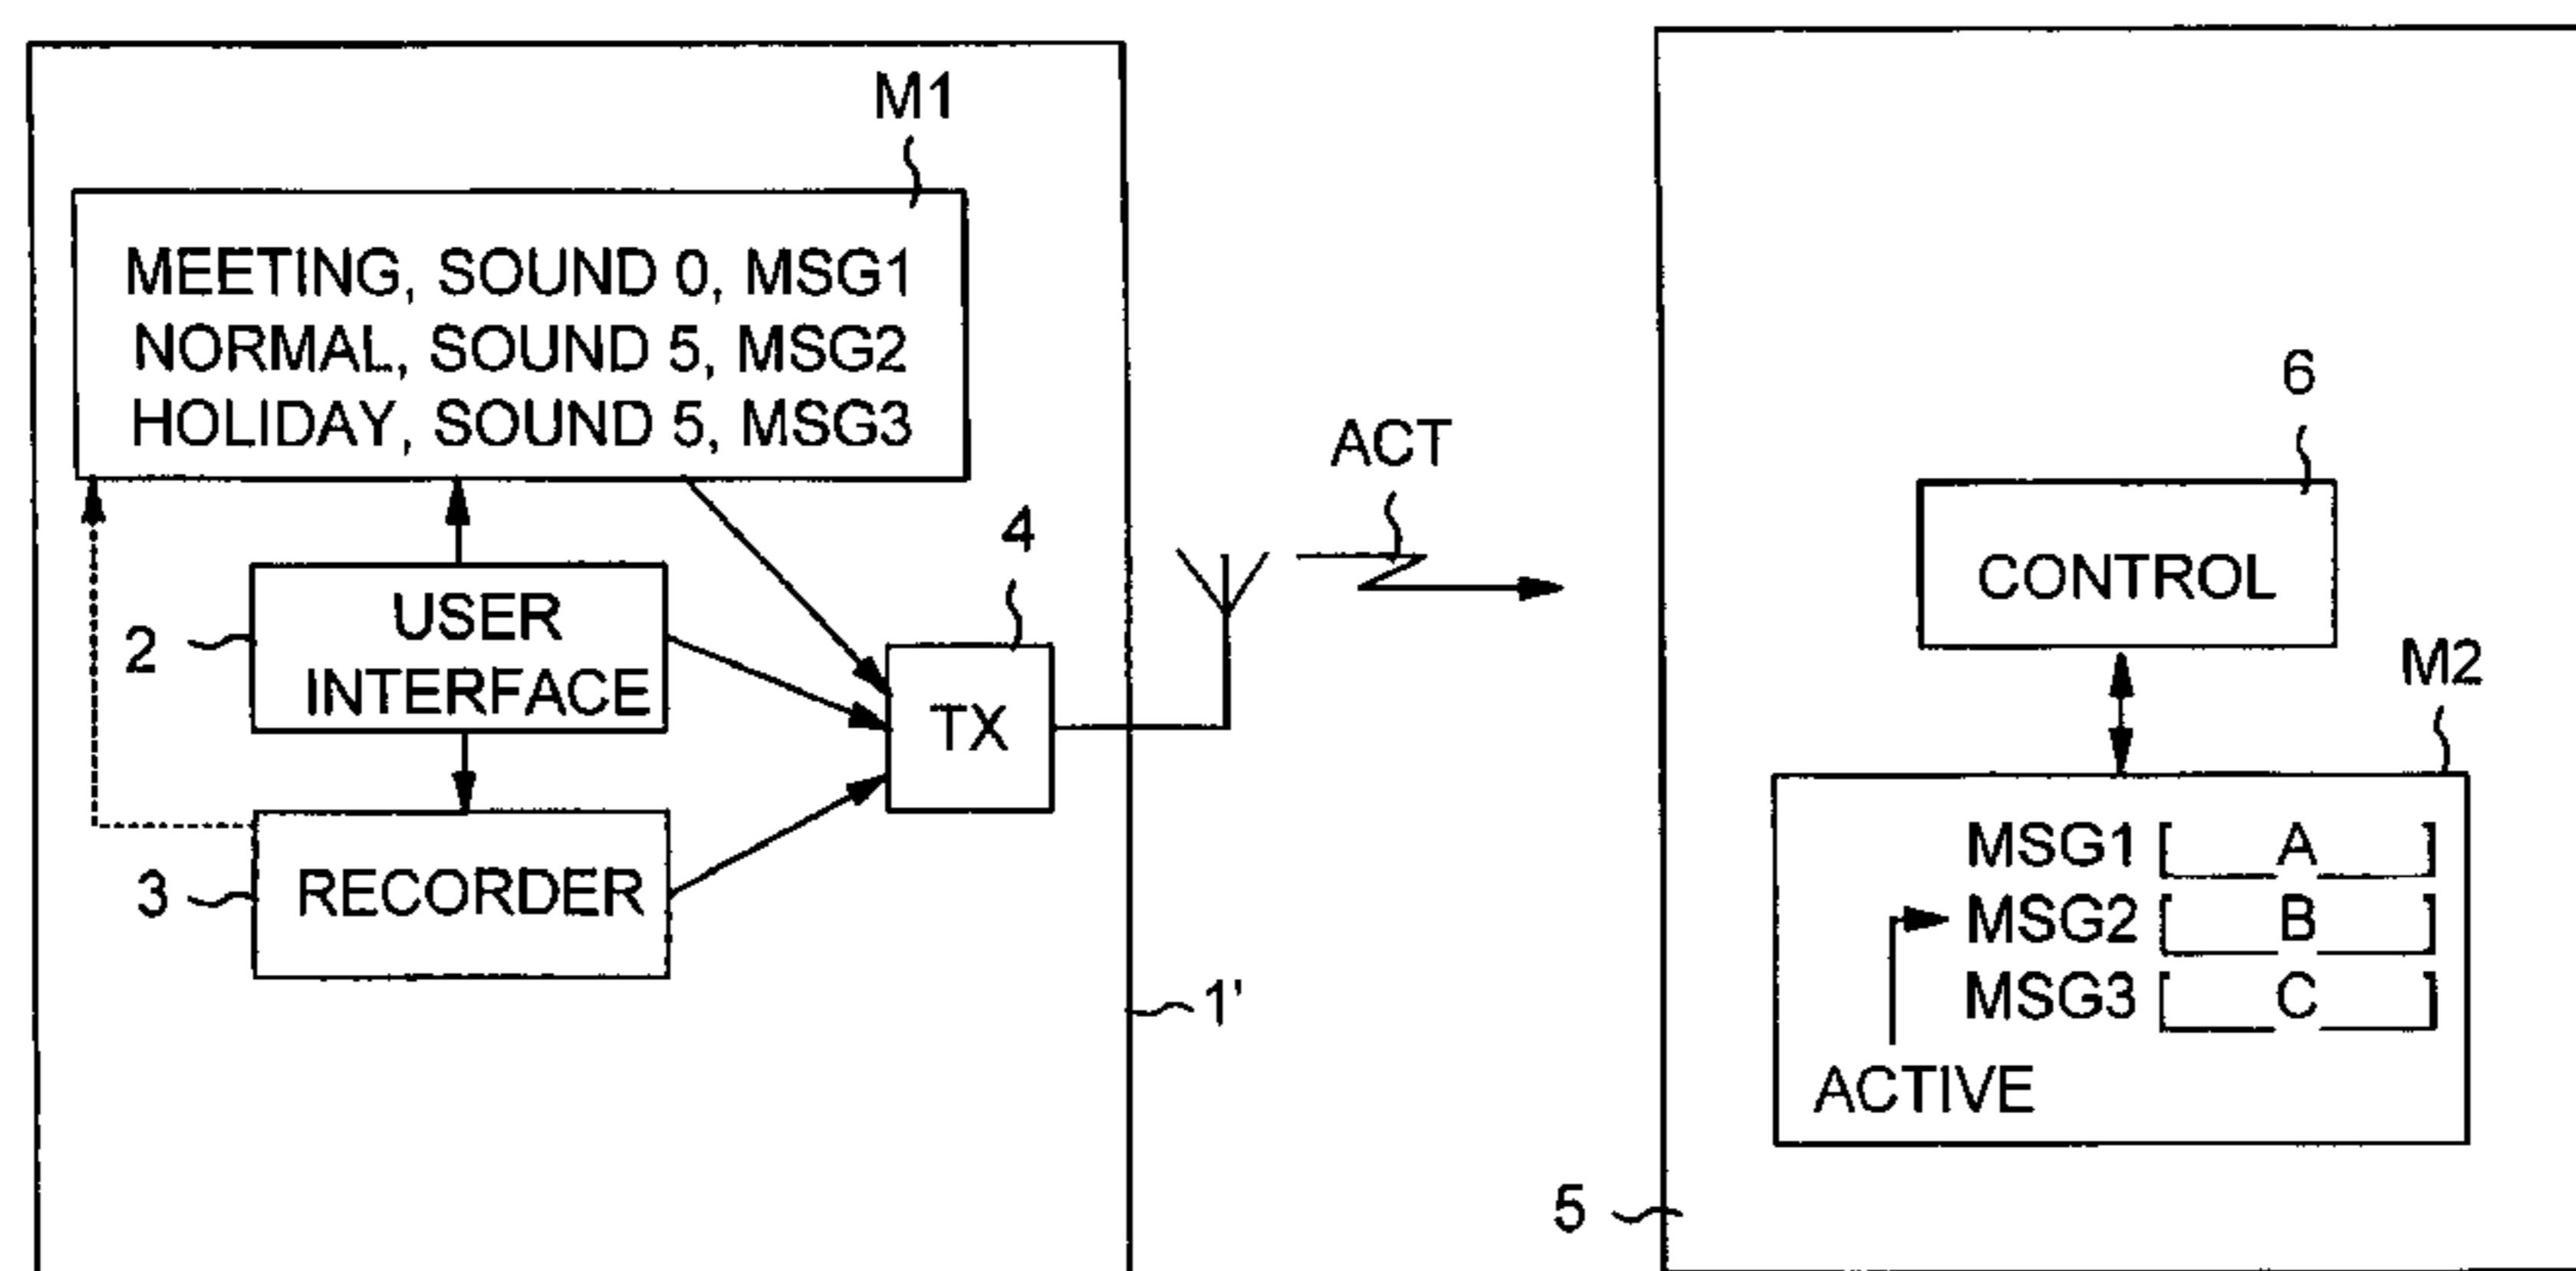 M1
MEETING, SOUND 0, MSG1
NORMAL, SOUND 5, MSG2
HOLIDAY, SOUND 5, MSG3
2
USER
INTERFACE
3
RECORDER
4
TX
1'
ACT
6
CONTROL
M2
MSG1 [ A ]
MSG2 [ B ]
MSG3 [ C ]
ACTIVE
5